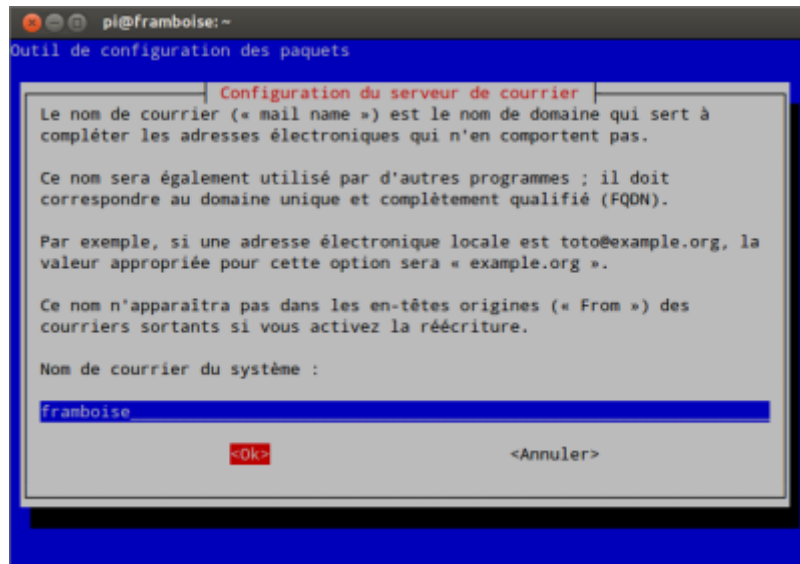 pi@framboise: ~
Outil de configuration des paquets
Configuration du serveur de courrier
Le nom de courrier (« mail name ») est le nom de domaine qui sert à
compléter les adresses électroniques qui n'en comportent pas.
Ce nom sera également utilisé par d'autres programmes ; il doit
correspondre au domaine unique et complètement qualifié (FQDN).
Par exemple, si une adresse électronique locale est toto@example.org, la
valeur appropriée pour cette option sera « example.org ».
Ce nom n'apparaîtra pas dans les en-têtes origines (« From ») des
courriers sortants si vous activez la réécriture.
Nom de courrier du système :
framboise
<Ok> <Annuler>